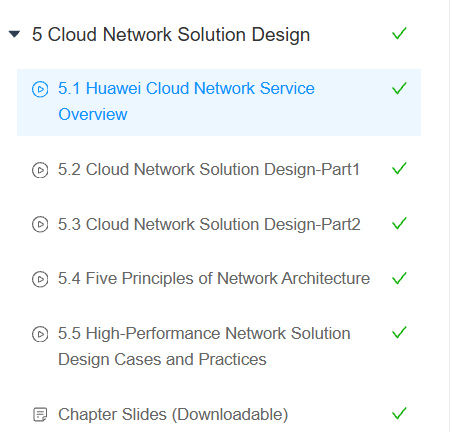 5 Cloud Network Solution Design
5.1 Huawei Cloud Network Service
Overview
5.2 Cloud Network Solution Design-Part1
5.3 Cloud Network Solution Design-Part2
5.4 Five Principles of Network Architecture
5.5 High-Performance Network Solution
Design Cases and Practices
Chapter Slides (Downloadable)